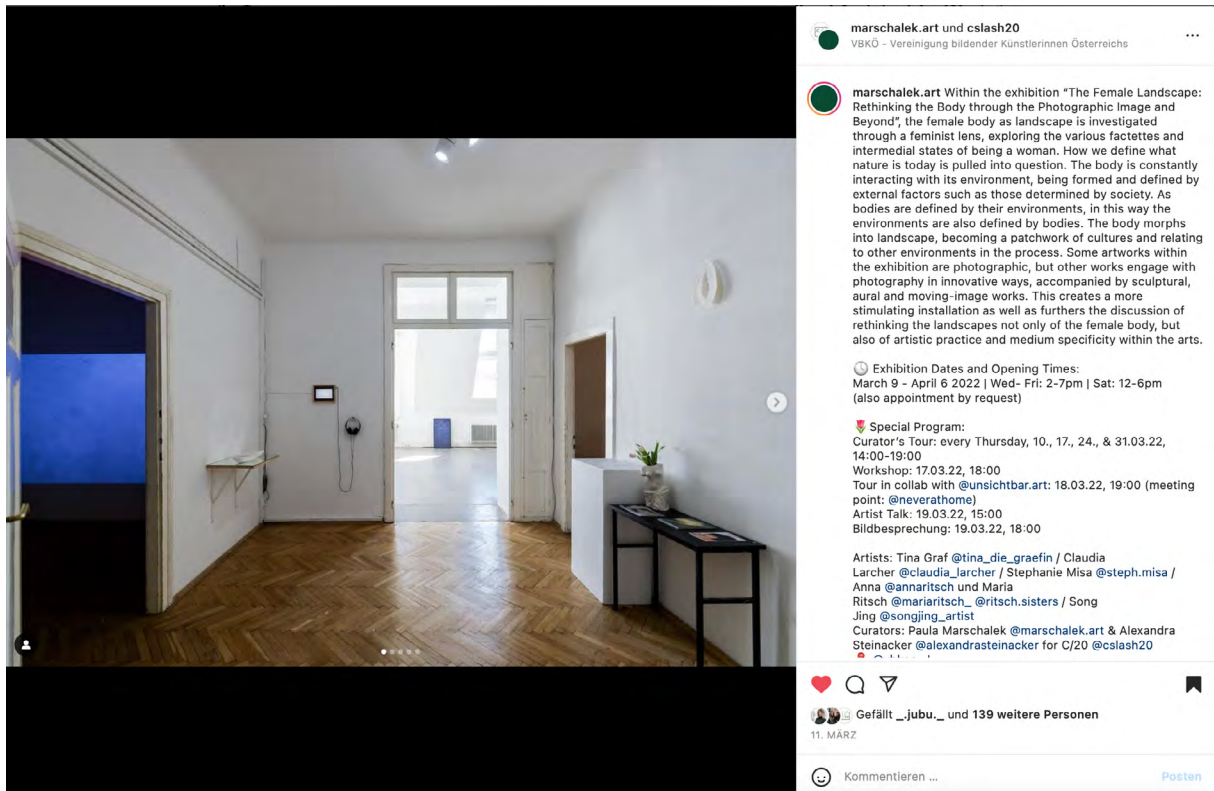 marschalek.art und cslash20
VBKÖ - Vereinigung bildender Künstlerinnen Österreichs
marschalek.art Within the exhibition "The Female Landscape:
Rethinking the Body through the Photographic Image and
Beyond", the female body as landscape is investigated
through a feminist lens, exploring the various factettes and
intermedial states of being a woman. How we define what
nature is today is pulled into question. The body is constantly
interacting with its environment, being formed and defined by
external factors such as those determined by society. As
bodies are defined by their environments, in this way the
environments are also defined by bodies. The body morphs
into landscape, becoming a patchwork of cultures and relating
to other environments in the process. Some artworks within
the exhibition are photographic, but other works engage with
photography in innovative ways, accompanied by sculptural,
aural and moving-image works. This creates a more
stimulating installation as well as furthers the discussion of
rethinking the landscapes not only of the female body, but
also of artistic practice and medium specificity within the arts.
🕓 Exhibition Dates and Opening Times:
March 9 - April 6 2022 | Wed- Fri: 2-7pm | Sat: 12-6pm
(also appointment by request)
🌷 Special Program:
Curator's Tour: every Thursday, 10., 17., 24., & 31.03.22,
14:00-19:00
Workshop: 17.03.22, 18:00
Tour in collab with @unsichtbar.art: 18.03.22, 19:00 (meeting
point: @neverathome)
Artist Talk: 19.03.22, 15:00
Bildbesprechung: 19.03.22, 18:00
Artists: Tina Graf @tina_die_graefin / Claudia
Larcher @claudia_larcher / Stephanie Misa @steph.misa /
Anna @annaritsch und Maria
Ritsch @mariaritsch_ @ritsch.sisters / Song
Jing @songjing_artist
Curators: Paula Marschalek @marschalek.art & Alexandra
Steinacker @alexandrasteinacker for C/20 @cslash20
Gefällt _.jubu._ und 139 weitere Personen
11. MÄRZ
Kommentieren ...
Posten